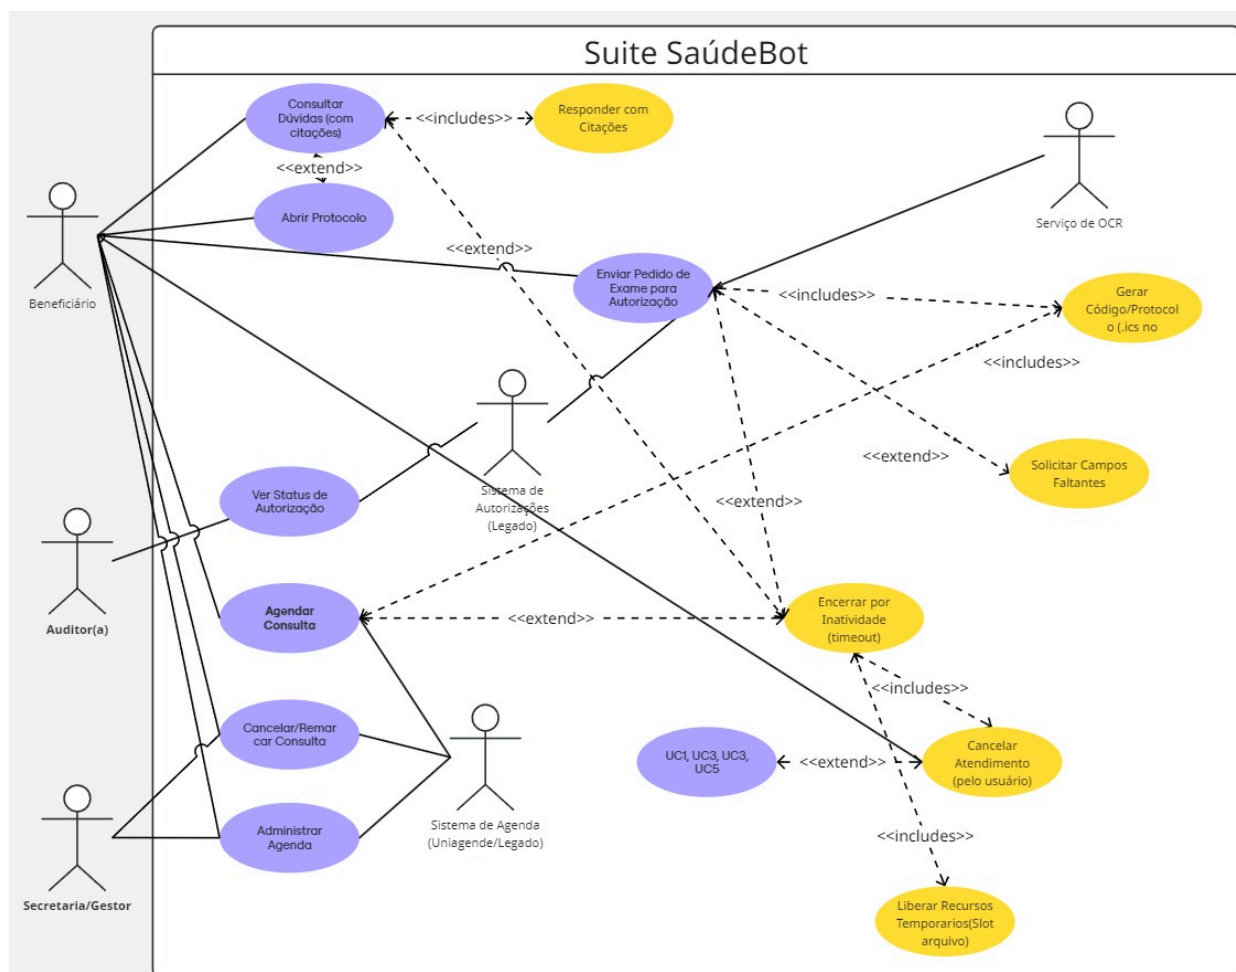 Suite SaúdeBot
Consultar
Dúvidas (com
citações)
<<includes>>
Responder com
Citações
<<extend>>
Abrir Protocolo
Beneficiário
Serviço de OCR
<<extend>>
Enviar Pedido de
Exame para
Autorização
<<includes>>
Gerar
Código/Protocol
o (.ics no
<<includes>>
<<extend>>
Solicitar Campos
Faltantes
Ver Status de
Autorização
Sistema de
Autorizações
(Legado)
<<extend>>
Auditor(a)
Agendar
Consulta
<<extend>>
Encerrar por
Inatividade
(timeout)
<<includes>>
Cancelar/Remar
car Consulta
UC1, UC3, UC3,
UC5
<<extend>>
Cancelar
Atendimento
(pelo usuário)
Administrar
Agenda
Sistema de Agenda
(Uniagende/Legado)
<<includes>>
Secretaria/Gestor
Liberar Recursos
Temporarios(Slot
arquivo)